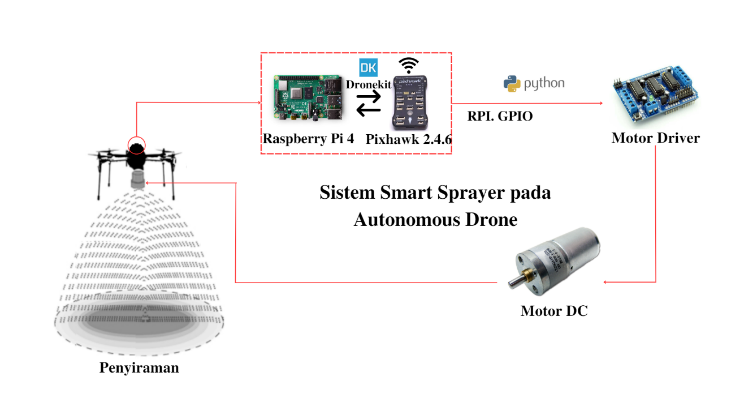 DK
Dronekit
Raspberry Pi 4
Pixhawk 2.4.6
python
RPI. GPIO
Motor Driver
Sistem Smart Sprayer pada
Autonomous Drone
Motor DC
Penyiraman